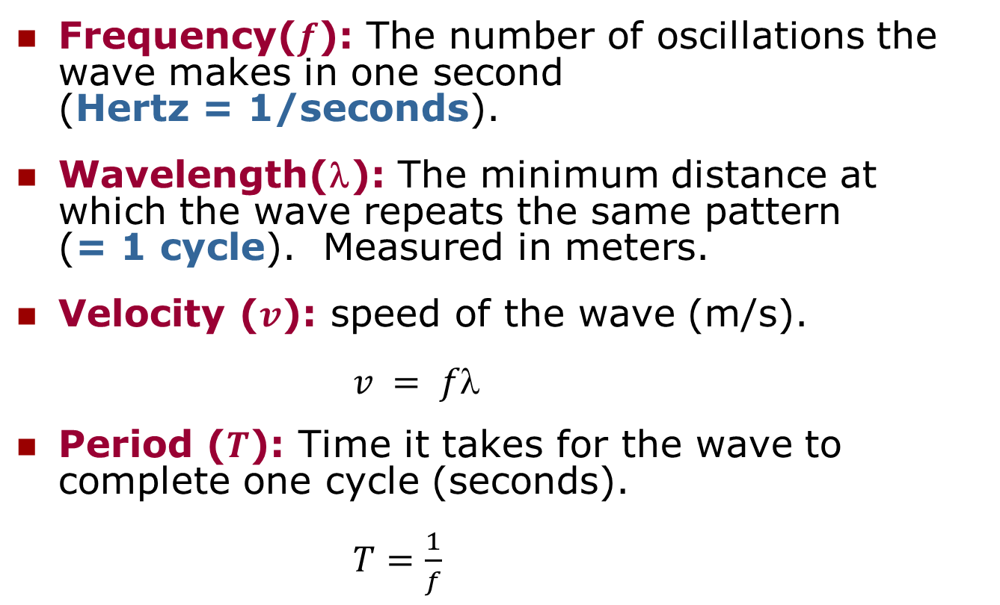 ▪ Frequency(f): The number of oscillations the
wave makes in one second
(Hertz = 1/seconds).
▪ Wavelength(λ): The minimum distance at
which the wave repeats the same pattern
(= 1 cycle). Measured in meters.
▪ Velocity (v): speed of the wave (m/s).
v = fλ
▪ Period (T): Time it takes for the wave to
complete one cycle (seconds).
T = 1/f